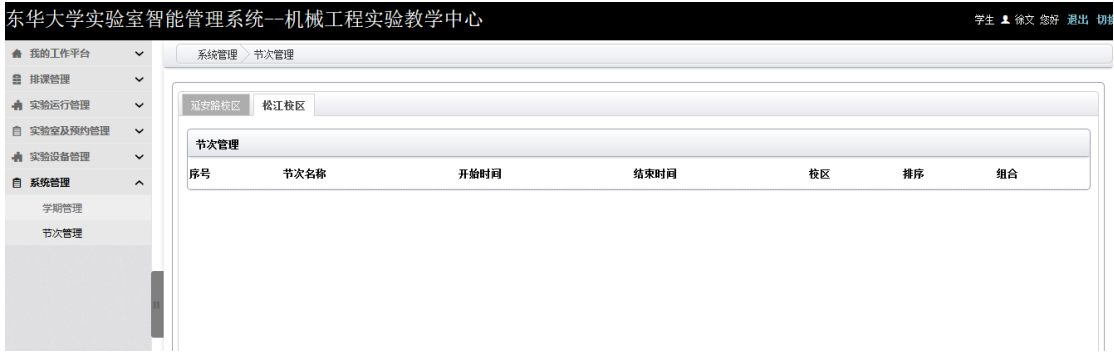 东华大学实验室智能管理系统--机械工程实验教学中心
学生 徐文 您好 退出 切换
我的工作平台
排课管理
实验运行管理
实验室及预约管理
实验设备管理
系统管理
学期管理
节次管理
系统管理 节次管理
延安路校区 松江校区
节次管理
序号 节次名称 开始时间 结束时间 校区 排序 组合